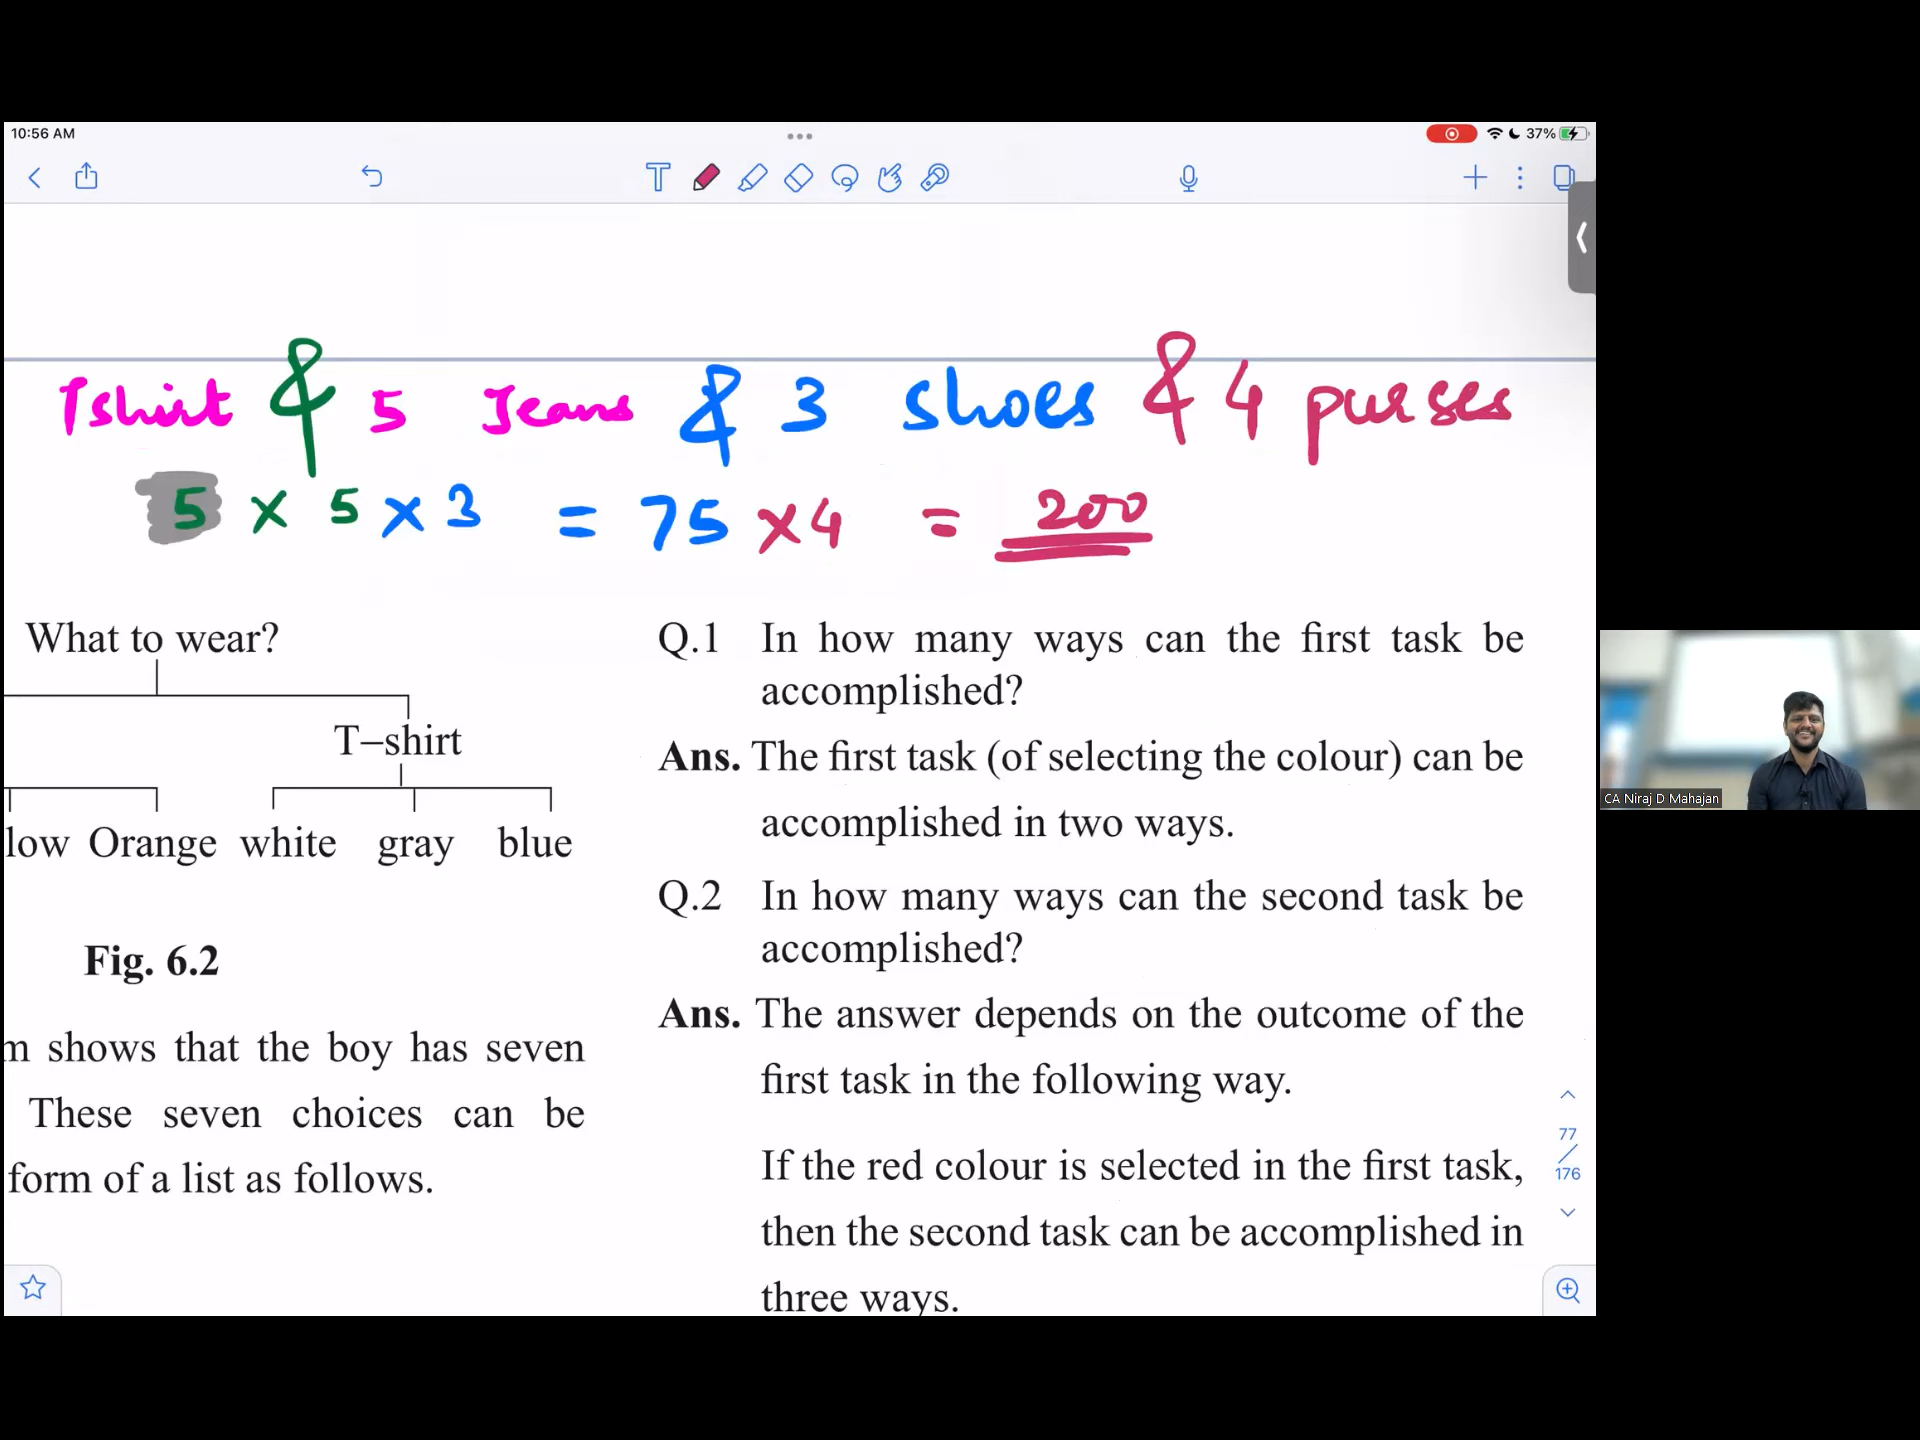 10:56 AM
37%
Tshirt & 5 Jeans & 3 shoes & 4 purses
5 × 5 × 3 = 75 × 4 = 200
What to wear?
T–shirt
low Orange white gray blue
Fig. 6.2
m shows that the boy has seven
These seven choices can be
form of a list as follows.
Q.1 In how many ways can the first task be
accomplished?
Ans. The first task (of selecting the colour) can be
accomplished in two ways.
Q.2 In how many ways can the second task be
accomplished?
Ans. The answer depends on the outcome of the
first task in the following way.
If the red colour is selected in the first task,
then the second task can be accomplished in
three ways.
77
176
CA Niraj D Mahajan